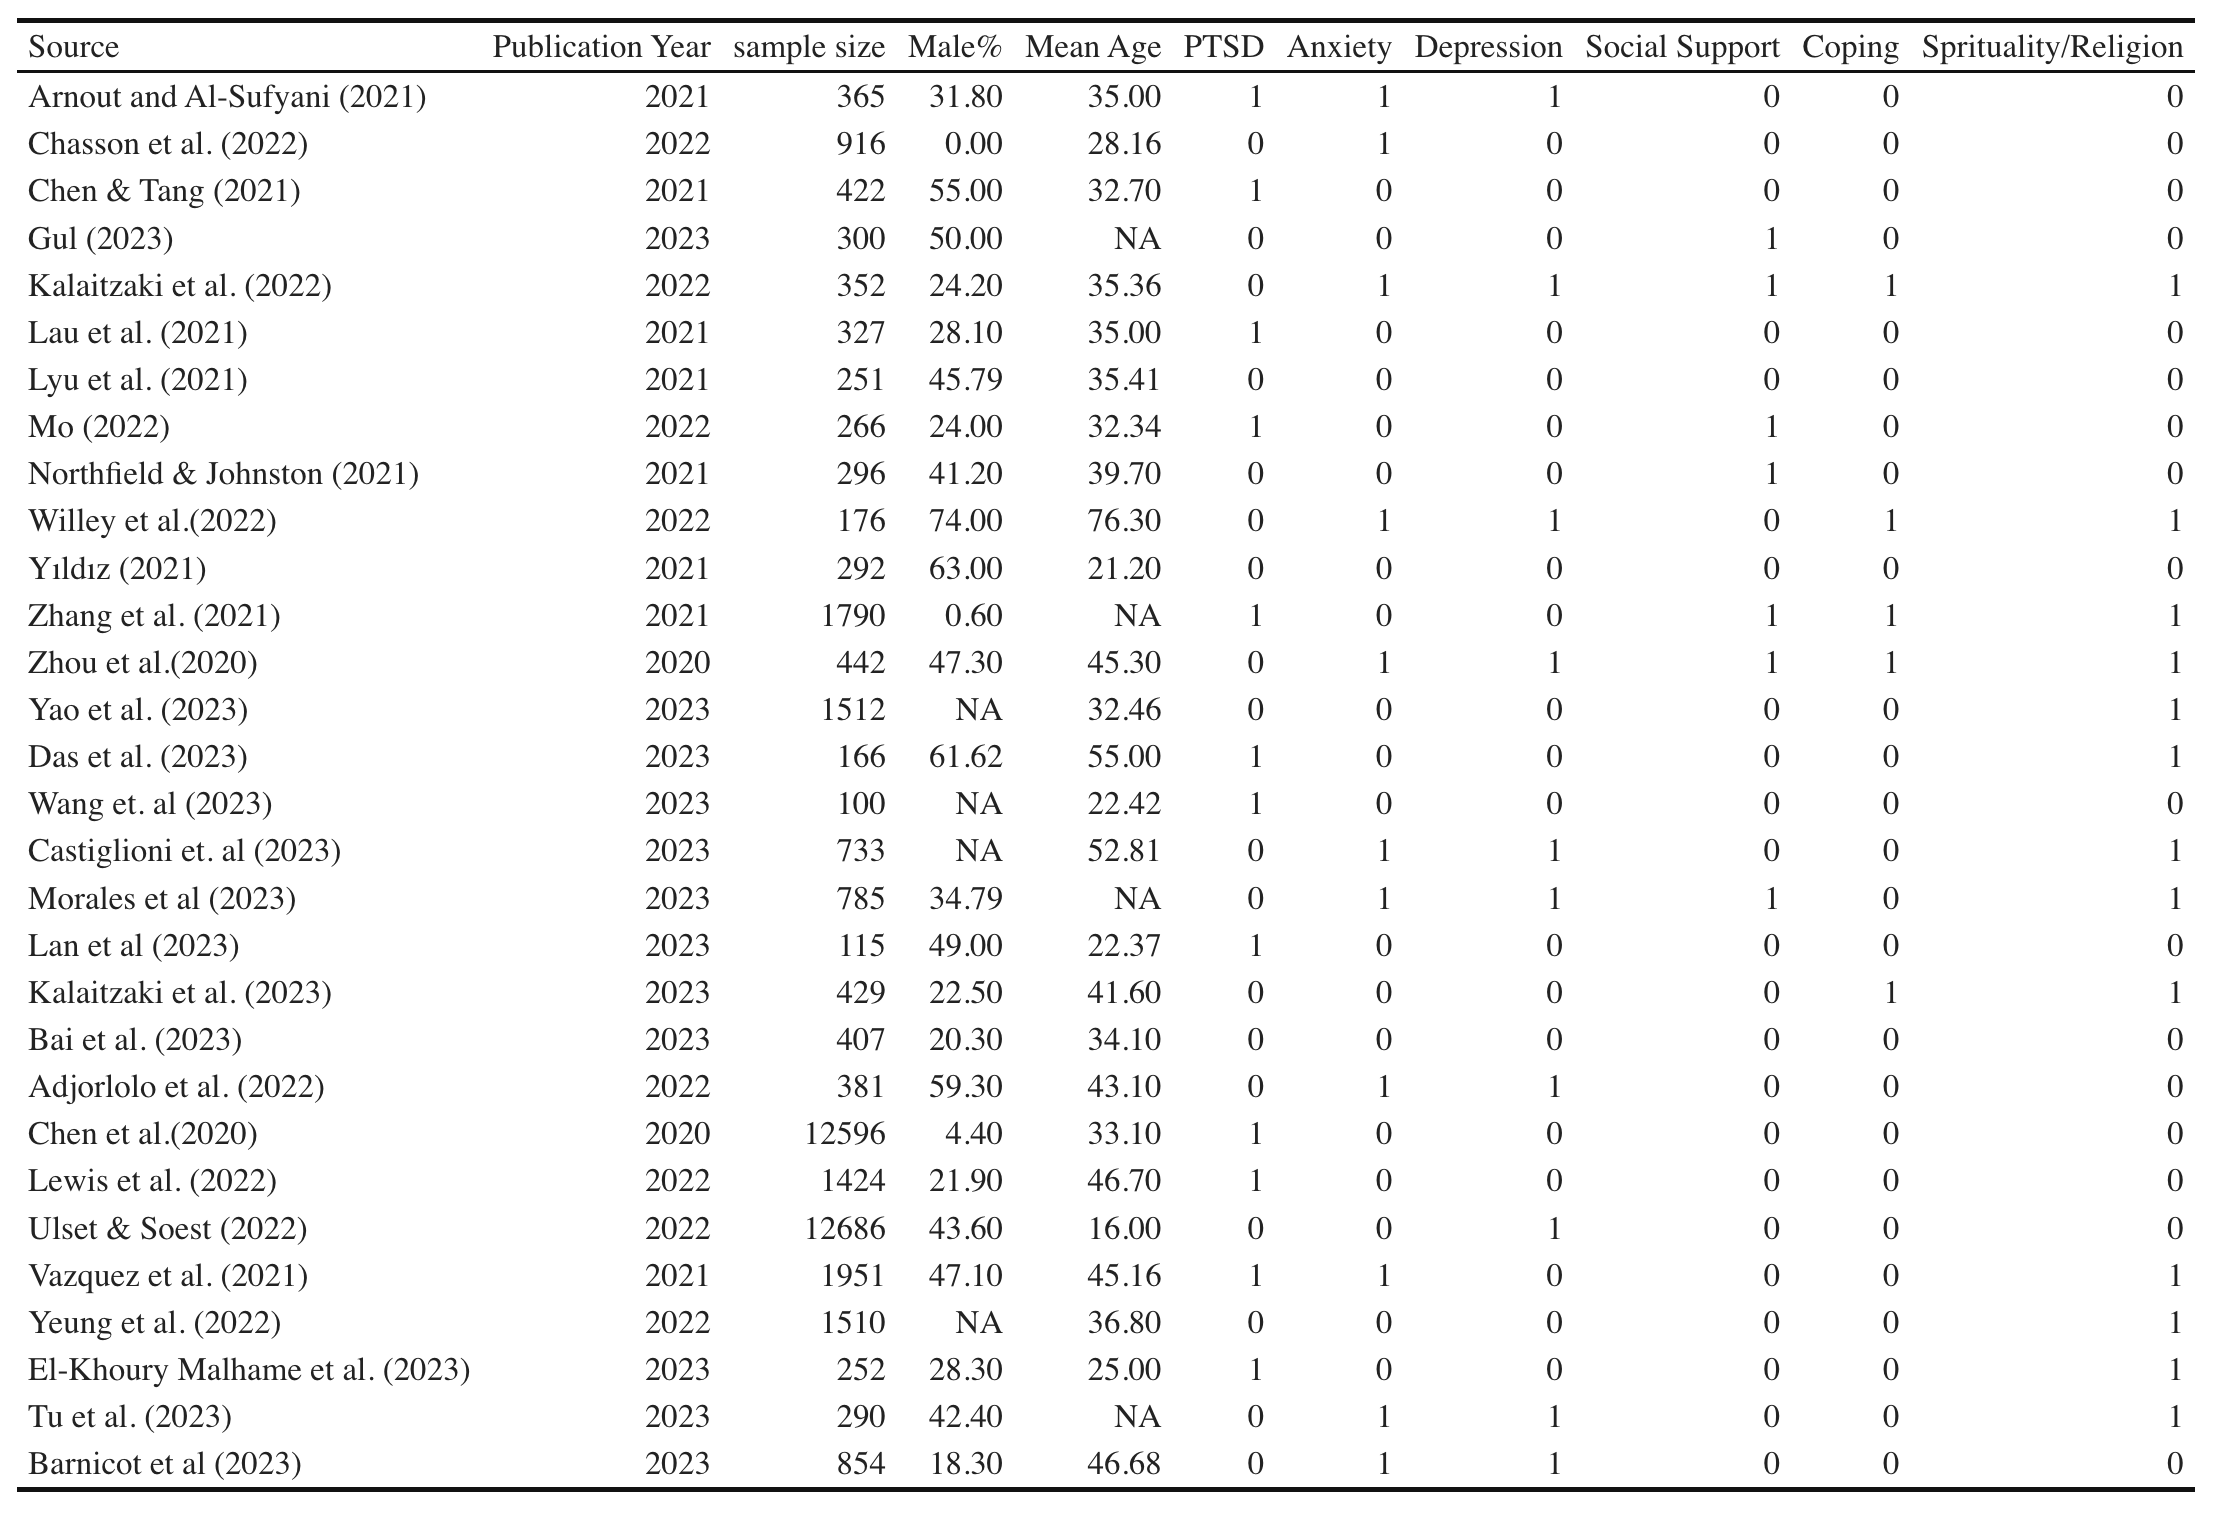 Source Publication Year sample size Male% Mean Age PTSD Anxiety Depression Social Support Coping Sprituality/Religion
Arnout and Al-Sufyani (2021) 2021 365 31.80 35.00 1 1 1 0 0 0
Chasson et al. (2022) 2022 916 0.00 28.16 0 1 0 0 0 0
Chen & Tang (2021) 2021 422 55.00 32.70 1 0 0 0 0 0
Gul (2023) 2023 300 50.00 NA 0 0 0 1 0 0
Kalaitzaki et al. (2022) 2022 352 24.20 35.36 0 1 1 1 1 1
Lau et al. (2021) 2021 327 28.10 35.00 1 0 0 0 0 0
Lyu et al. (2021) 2021 251 45.79 35.41 0 0 0 0 0 0
Mo (2022) 2022 266 24.00 32.34 1 0 0 1 0 0
Northfield & Johnston (2021) 2021 296 41.20 39.70 0 0 0 1 0 0
Willey et al.(2022) 2022 176 74.00 76.30 0 1 1 0 1 1
Yıldız (2021) 2021 292 63.00 21.20 0 0 0 0 0 0
Zhang et al. (2021) 2021 1790 0.60 NA 1 0 0 1 1 1
Zhou et al.(2020) 2020 442 47.30 45.30 0 1 1 1 1 1
Yao et al. (2023) 2023 1512 NA 32.46 0 0 0 0 0 1
Das et al. (2023) 2023 166 61.62 55.00 1 0 0 0 0 1
Wang et. al (2023) 2023 100 NA 22.42 1 0 0 0 0 0
Castiglioni et. al (2023) 2023 733 NA 52.81 0 1 1 0 0 1
Morales et al (2023) 2023 785 34.79 NA 0 1 1 1 0 1
Lan et al (2023) 2023 115 49.00 22.37 1 0 0 0 0 0
Kalaitzaki et al. (2023) 2023 429 22.50 41.60 0 0 0 0 1 1
Bai et al. (2023) 2023 407 20.30 34.10 0 0 0 0 0 0
Adjorlolo et al. (2022) 2022 381 59.30 43.10 0 1 1 0 0 0
Chen et al.(2020) 2020 12596 4.40 33.10 1 0 0 0 0 0
Lewis et al. (2022) 2022 1424 21.90 46.70 1 0 0 0 0 0
Ulset & Soest (2022) 2022 12686 43.60 16.00 0 0 1 0 0 0
Vazquez et al. (2021) 2021 1951 47.10 45.16 1 1 0 0 0 1
Yeung et al. (2022) 2022 1510 NA 36.80 0 0 0 0 0 1
El-Khoury Malhame et al. (2023) 2023 252 28.30 25.00 1 0 0 0 0 1
Tu et al. (2023) 2023 290 42.40 NA 0 1 1 0 0 1
Barnicot et al (2023) 2023 854 18.30 46.68 0 1 1 0 0 0